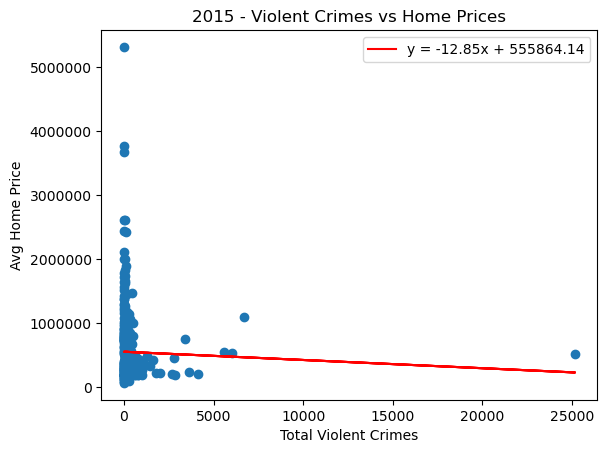 2015 - Violent Crimes vs Home Prices
y = -12.85x + 555864.14
Avg Home Price
5000000
4000000
3000000
2000000
1000000
0
0 5000 10000 15000 20000 25000
Total Violent Crimes